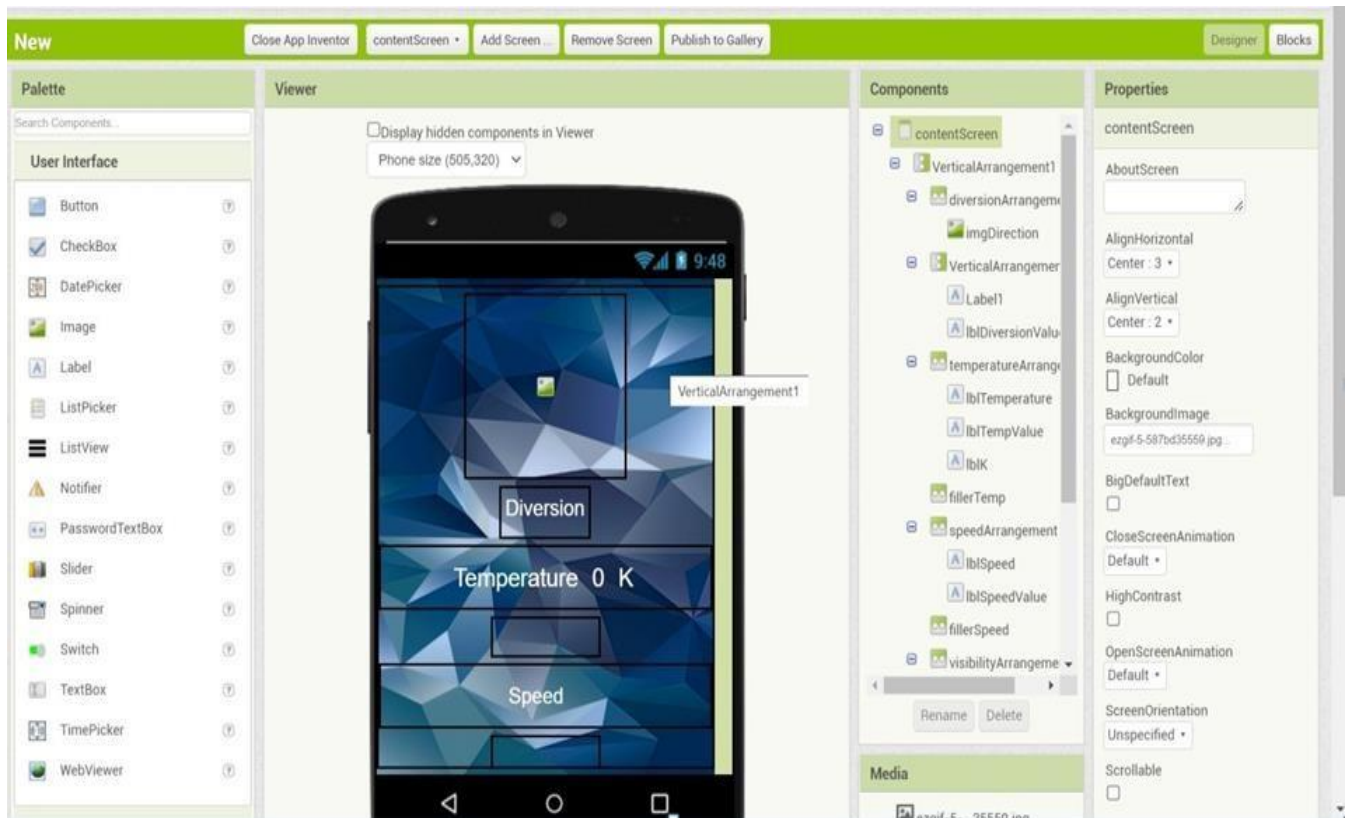 New
Close App Inventor
contentScreen
Add Screen ...
Remove Screen
Publish to Gallery
Designer
Blocks
Palette
Search Components...
User Interface
Button
CheckBox
DatePicker
Image
Label
ListPicker
ListView
Notifier
PasswordTextBox
Slider
Spinner
Switch
TextBox
TimePicker
WebViewer
Viewer
Display hidden components in Viewer
Phone size (505,320)
9:48
VerticalArrangement1
Diversion
Temperature 0 K
Speed
Components
contentScreen
VerticalArrangement1
diversionArrangeme
imgDirection
VerticalArrangemer
Label1
lblDiversionValu
temperatureArrange
lblTemperature
lblTempValue
lblK
fillerTemp
speedArrangement
lblSpeed
lblSpeedValue
fillerSpeed
visibilityArrangeme
Rename Delete
Media
Properties
contentScreen
AboutScreen
AlignHorizontal
Center : 3
AlignVertical
Center : 2
BackgroundColor
Default
BackgroundImage
ezgif-5-587bd35559.jpg...
BigDefaultText
CloseScreenAnimation
Default
HighContrast
OpenScreenAnimation
Default
ScreenOrientation
Unspecified
Scrollable